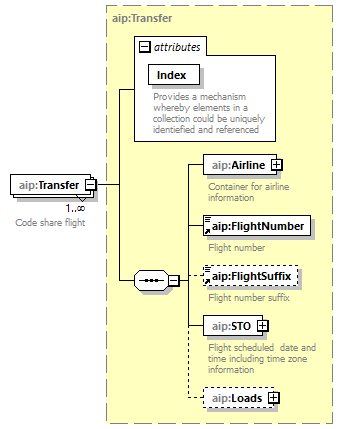 aip:Transfer
attributes
Index
Provides a mechanism
whereby elements in a
collection could be uniquely
identiefied and referenced
aip:Transfer
1..∞
Code share flight
aip:Airline
Container for airline
information
aip:FlightNumber
Flight number
aip:FlightSuffix
Flight number suffix
aip:STO
Flight scheduled date and
time including time zone
information
aip:Loads